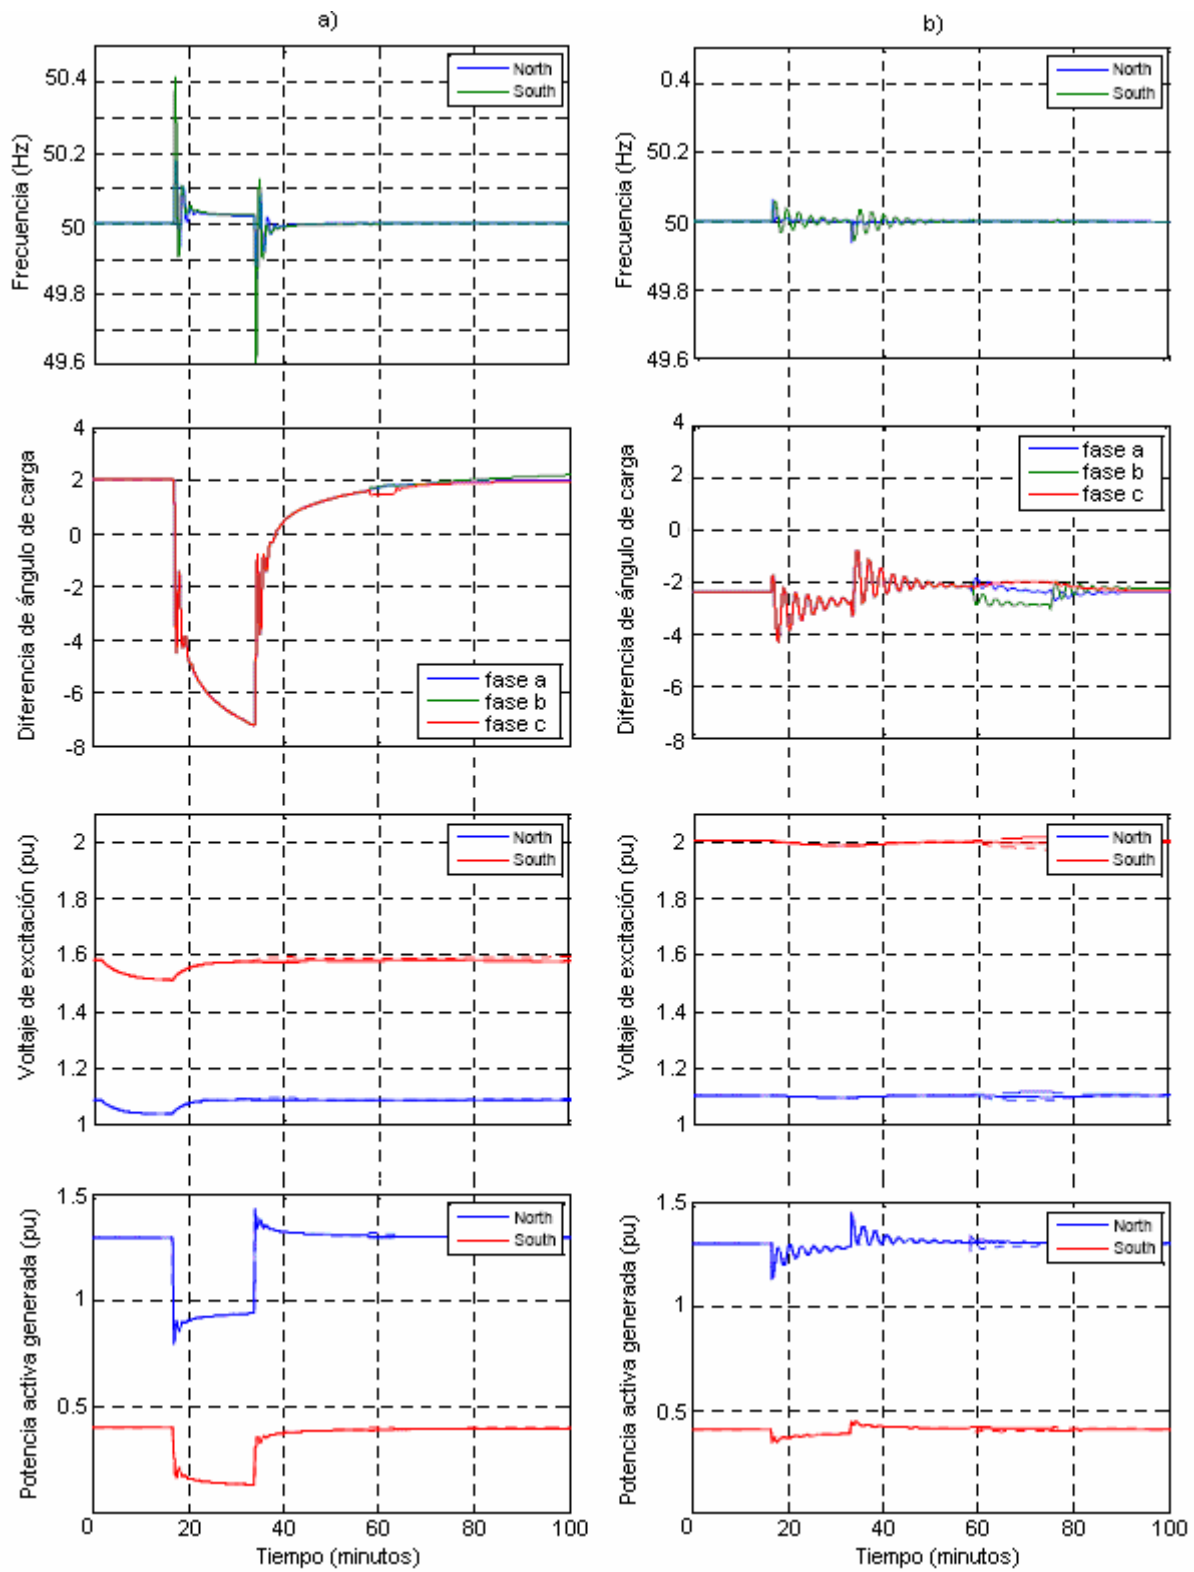 a)
Frecuencia (Hz)
50.4
50.2
50
49.8
49.6
North
South
Diferencia de ángulo de carga
4
2
0
-2
-4
-6
-8
fase a
fase b
fase c
Voltaje de excitación (pu)
2
1.8
1.6
1.4
1.2
1
North
South
Potencia activa generada (pu)
1.5
1
0.5
North
South
0 20 40 60 80 100
Tiempo (minutos)
b)
Frecuencia (Hz)
0.4
50.2
50
49.8
49.6
North
South
Diferencia de ángulo de carga
4
2
0
-2
-4
-6
-8
fase a
fase b
fase c
Voltaje de excitación (pu)
2
1.8
1.6
1.4
1.2
1
North
South
Potencia activa generada (pu)
1.5
1
0.5
North
South
0 20 40 60 80 100
Tiempo (minutos)